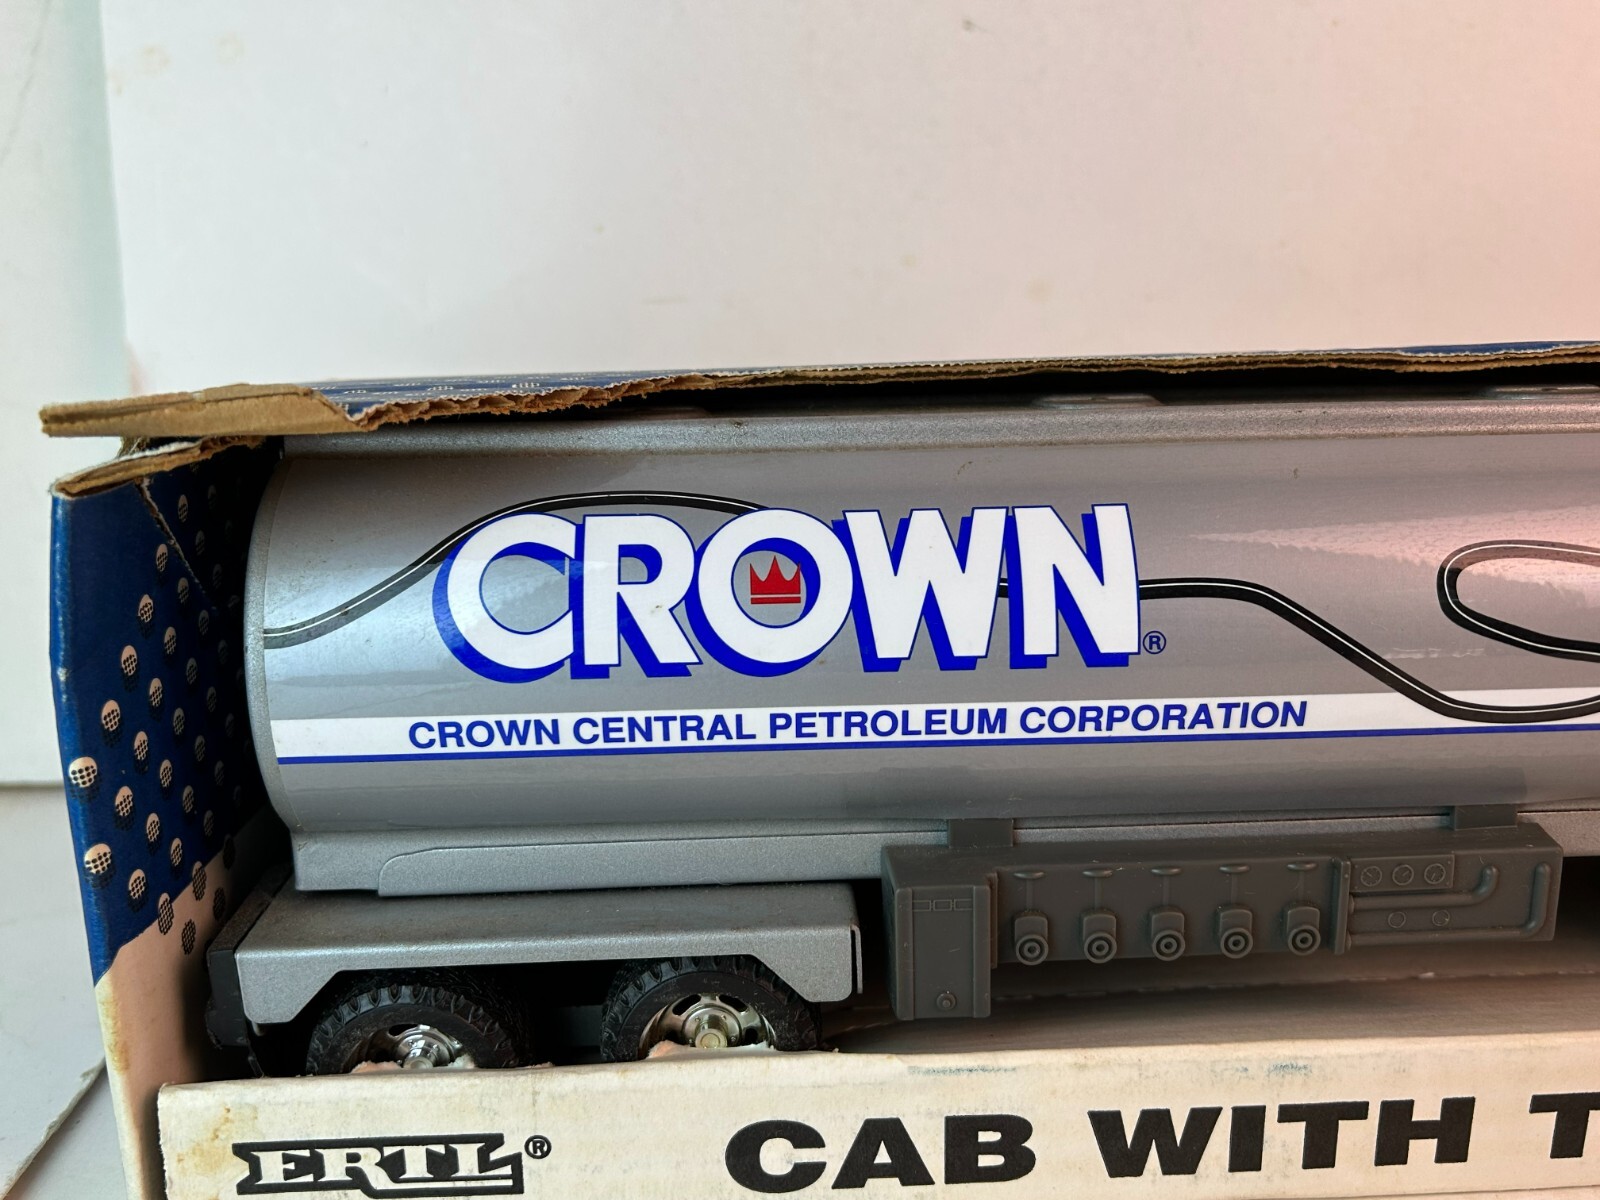 CROWN®
CROWN CENTRAL PETROLEUM CORPORATION
ERTL®
CAB WITH